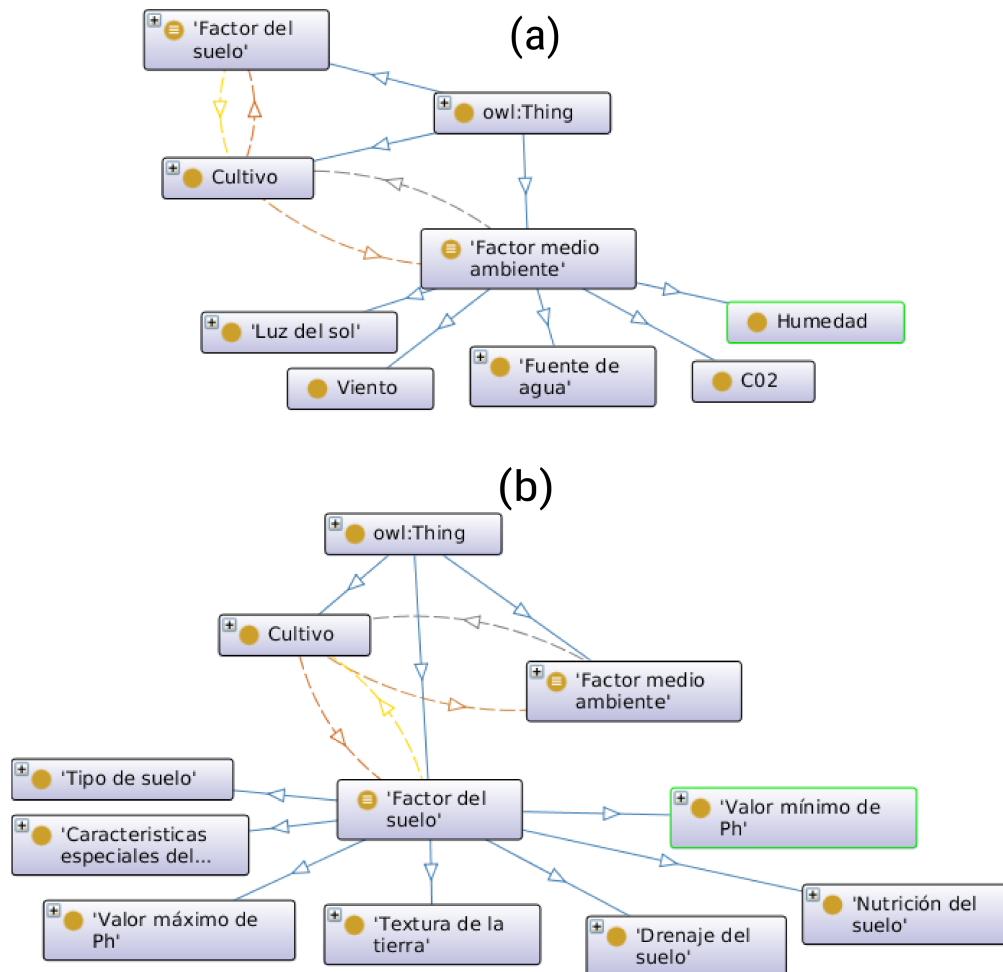 (a)
'Factor del
suelo'
owl:Thing
Cultivo
'Factor medio
ambiente'
Humedad
'Luz del sol'
'Fuente de
agua'
C02
Viento
(b)
owl:Thing
Cultivo
'Factor medio
ambiente'
'Tipo de suelo'
'Factor del
suelo'
'Valor mínimo de
Ph'
'Caracteristicas
especiales del...
'Valor máximo de
Ph'
'Textura de la
tierra'
'Drenaje del
suelo'
'Nutrición del
suelo'